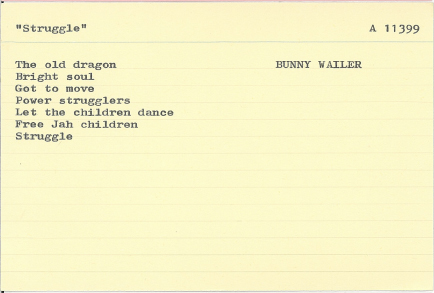 "Struggle" A 11399
The old dragon BUNNY WAILER
Bright soul
Got to move
Power strugglers
Let the children dance
Free Jah children
Struggle